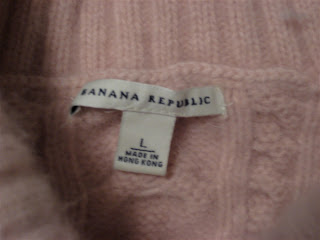 BANANA REPUBLIC
L
MADE IN
HONG KONG